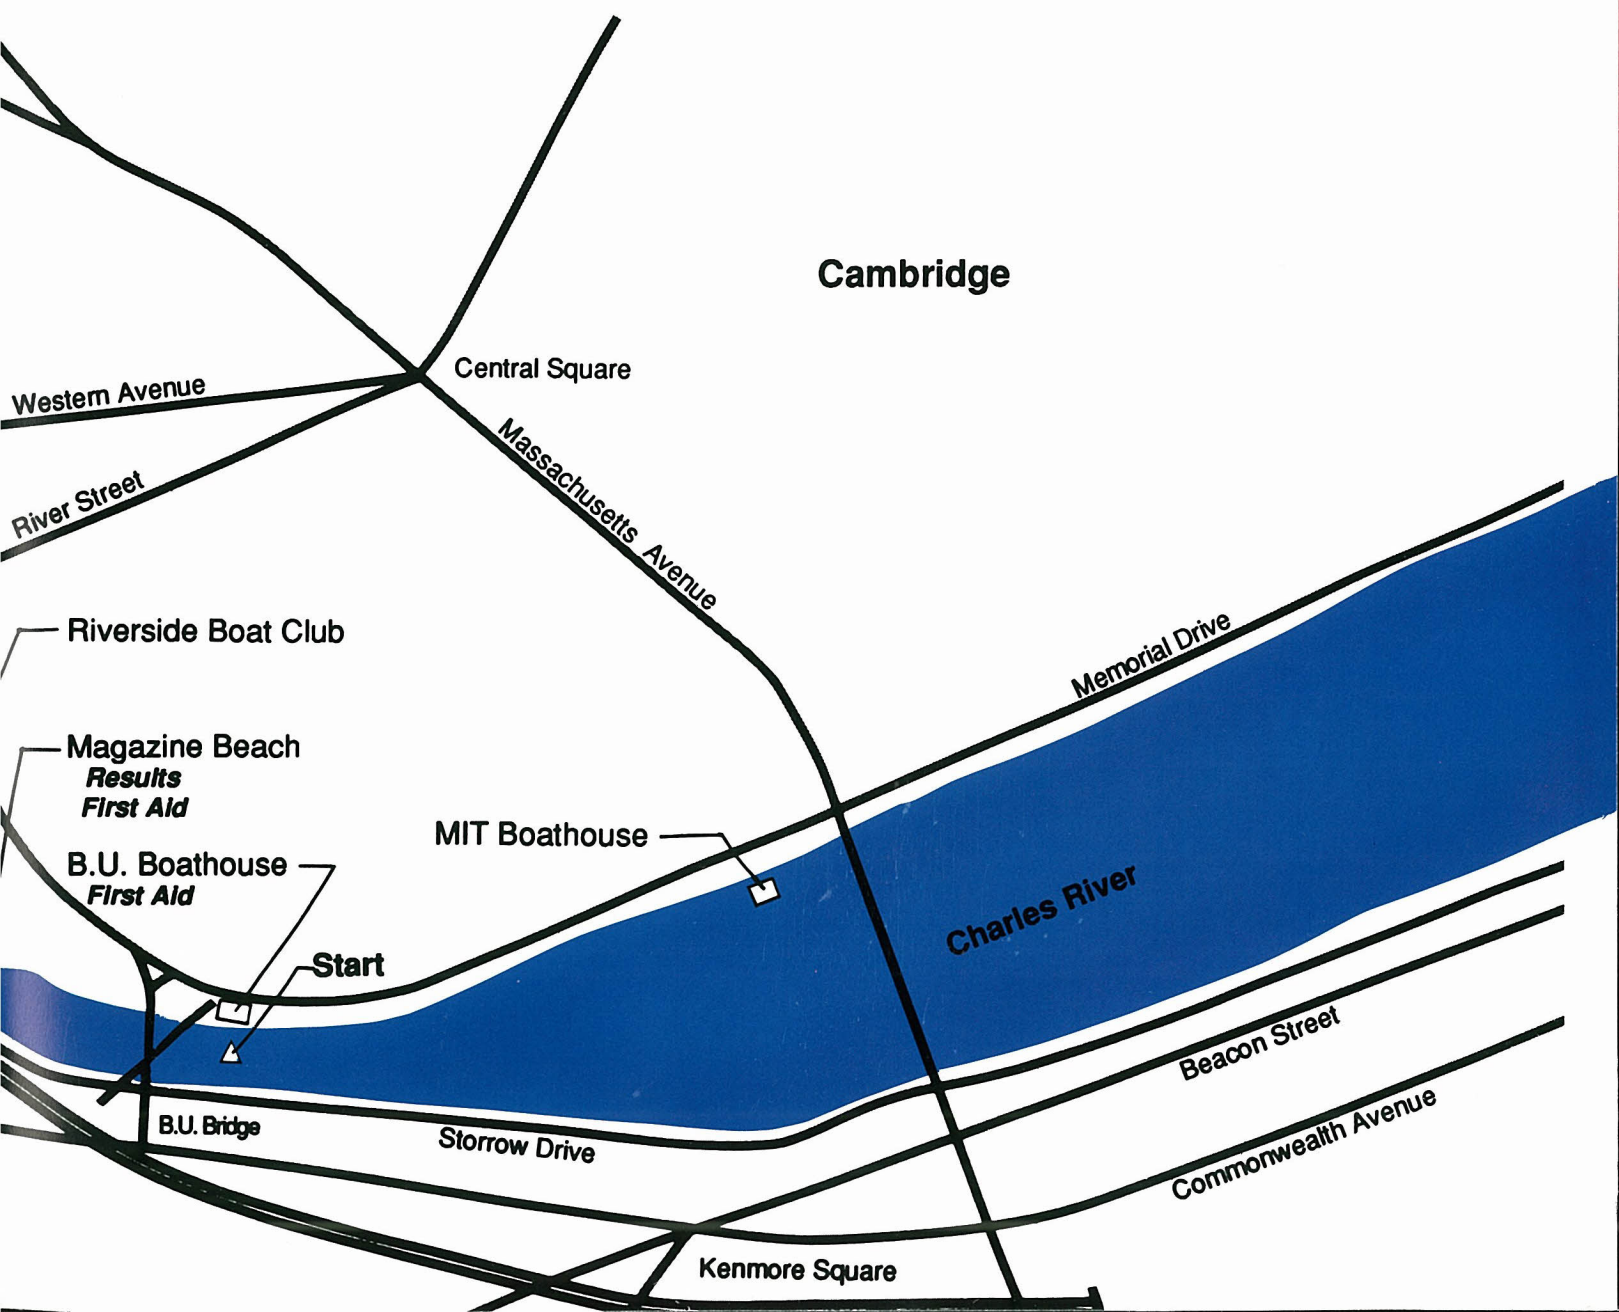 Cambridge
Central Square
Western Avenue
Massachusetts Avenue
River Street
Riverside Boat Club
Memorial Drive
Magazine Beach
Results
First Aid
MIT Boathouse
B.U. Boathouse
First Aid
Charles River
Start
Beacon Street
B.U. Bridge
Storrow Drive
Commonwealth Avenue
Kenmore Square